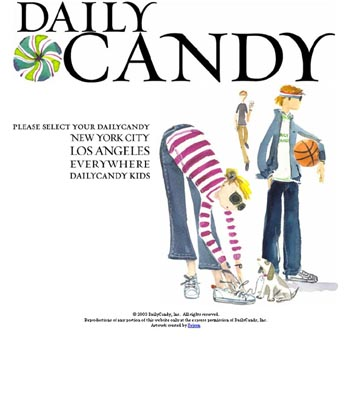 DAILY
CANDY
PLEASE SELECT YOUR DAILYCANDY
NEW YORK CITY
LOS ANGELES
EVERYWHERE
DAILYCANDY KIDS
© 2003 DailyCandy, Inc. All rights reserved.
Reproductions of any portion of this website only at the express permission of DailyCandy, Inc.
Artwork created by